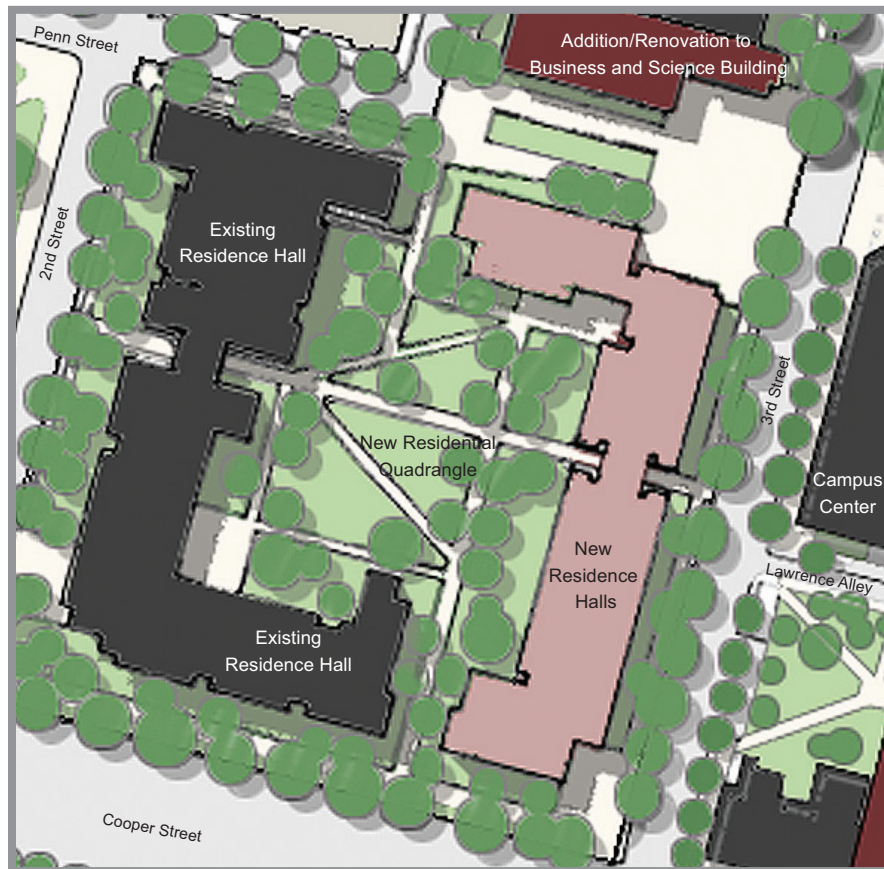 Penn Street
Addition/Renovation to
Business and Science Building
2nd Street
Existing
Residence Hall
3rd Street
New Residential
Quadrangle
Campus
Center
New
Residence
Halls
Lawrence Alley
Existing
Residence Hall
Cooper Street